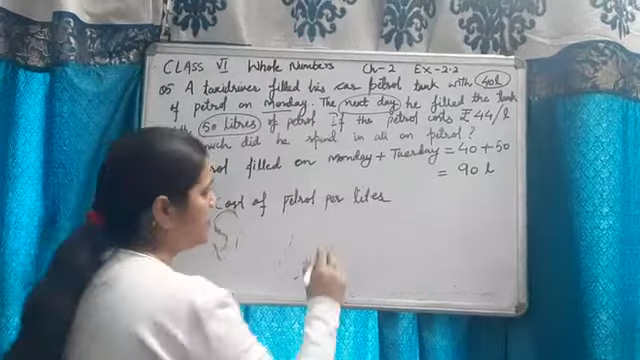 CLASS VI Whole Numbers Ch-2 Ex-2.2
Q5 A taxidriver filled his car petrol tank with 40l
of petrol on monday. The next day, he filled the tank
50 litres of petrol If the petrol costs ₹ 44/l
much did he spend in all on petrol?
filled on monday + Tuesday = 40 + 50
= 90 l
Cost of petrol per liter